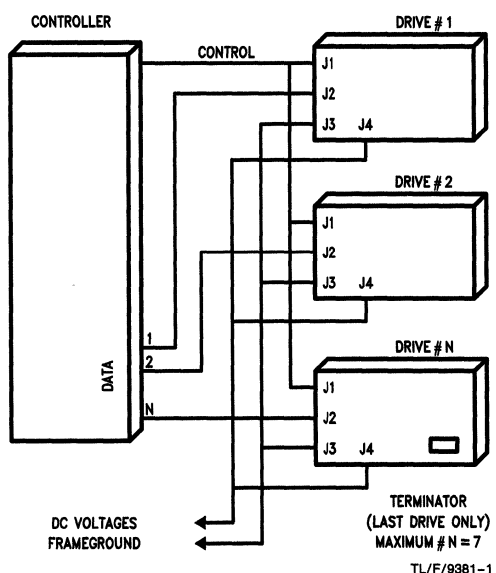 CONTROLLER
DRIVE # 1
CONTROL
J1
J2
J3 J4
DRIVE # 2
J1
J2
J3 J4
1
2
N
DATA
DRIVE # N
J1
J2
J3 J4
DC VOLTAGES
FRAMEGROUND
TERMINATOR
(LAST DRIVE ONLY)
MAXIMUM # N = 7
TL/F/9381-1